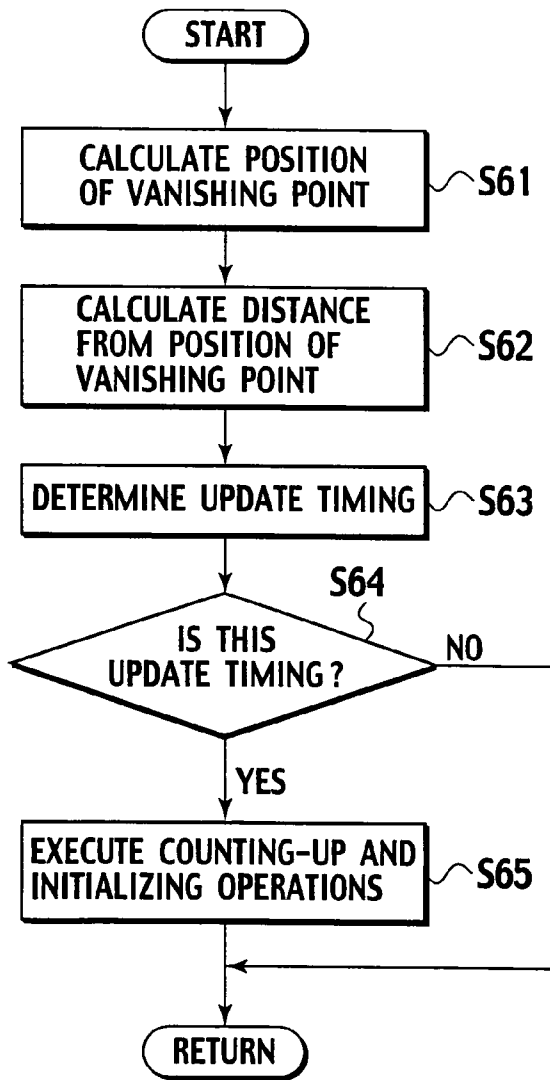 START
CALCULATE POSITION
OF VANISHING POINT
S61
CALCULATE DISTANCE
FROM POSITION OF
VANISHING POINT
S62
DETERMINE UPDATE TIMING
S63
S64
IS THIS
UPDATE TIMING?
NO
YES
EXECUTE COUNTING-UP AND
INITIALIZING OPERATIONS
S65
RETURN